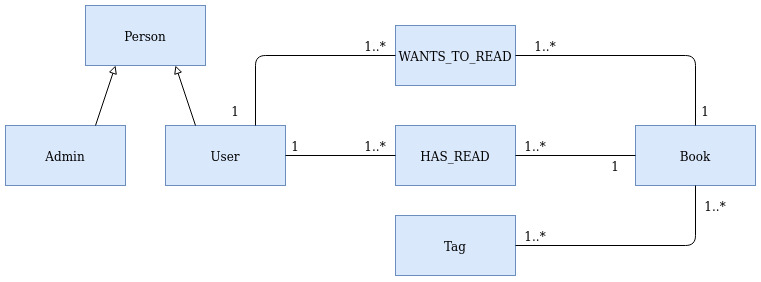 Person
1..*
WANTS_TO_READ
1..*
1
1
Admin
User
1
1..*
HAS_READ
1..*
1
Book
1..*
Tag
1..*